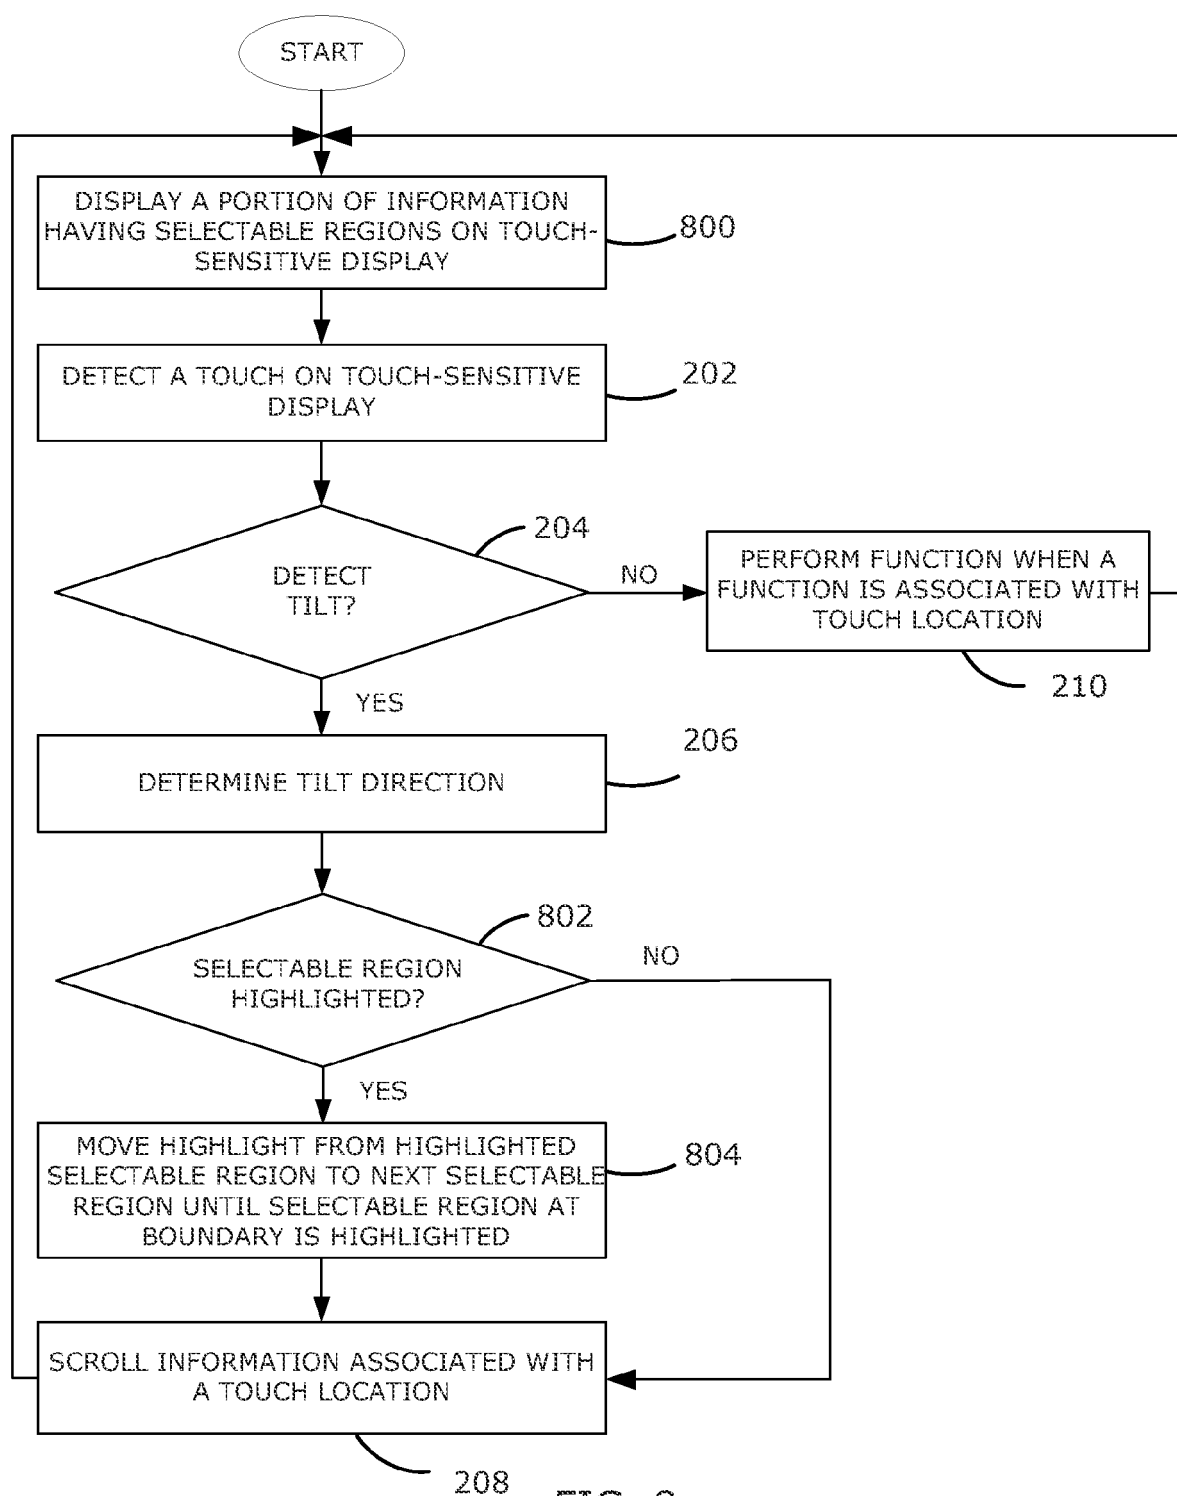 START
DISPLAY A PORTION OF INFORMATION
HAVING SELECTABLE REGIONS ON TOUCH-
SENSITIVE DISPLAY
800
DETECT A TOUCH ON TOUCH-SENSITIVE
DISPLAY
202
204
DETECT
TILT?
NO
PERFORM FUNCTION WHEN A
FUNCTION IS ASSOCIATED WITH
TOUCH LOCATION
210
YES
206
DETERMINE TILT DIRECTION
802
SELECTABLE REGION
HIGHLIGHTED?
NO
YES
MOVE HIGHLIGHT FROM HIGHLIGHTED
SELECTABLE REGION TO NEXT SELECTABLE
REGION UNTIL SELECTABLE REGION AT
BOUNDARY IS HIGHLIGHTED
804
SCROLL INFORMATION ASSOCIATED WITH
A TOUCH LOCATION
208
FIG.